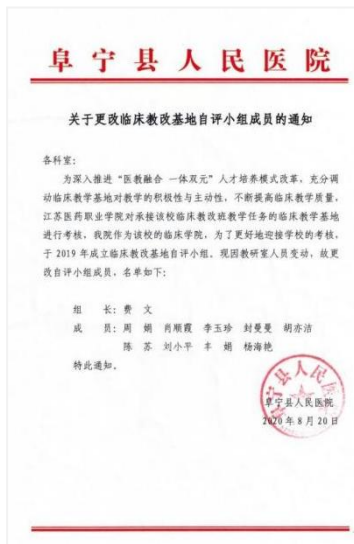 阜宁县人民医院
关于更改临床教改基地自评小组成员的通知
各科室：
为深入推进“医教融合 一体双元”人才培养模式改革，充分调
动临床教学基地对教学的积极性与主动性，不断提高临床教学质量，
江苏医药职业学院对承接该校临床教改班教学任务的临床教学基地
进行考核，我院作为该校的临床学院，为了更好地迎接学校的考核，
于 2019 年成立临床教改基地自评小组。现因教研室人员变动，故更
改自评小组成员，名单如下：
组 长：费 文
成 员：周 娟 肖顺霞 李玉珍 封曼曼 胡亦洁
陈 苏 刘小平 丰 娟 杨海艳
特此通知。
阜宁县人民医院
阜宁县人民医院
2020 年 8 月 20 日